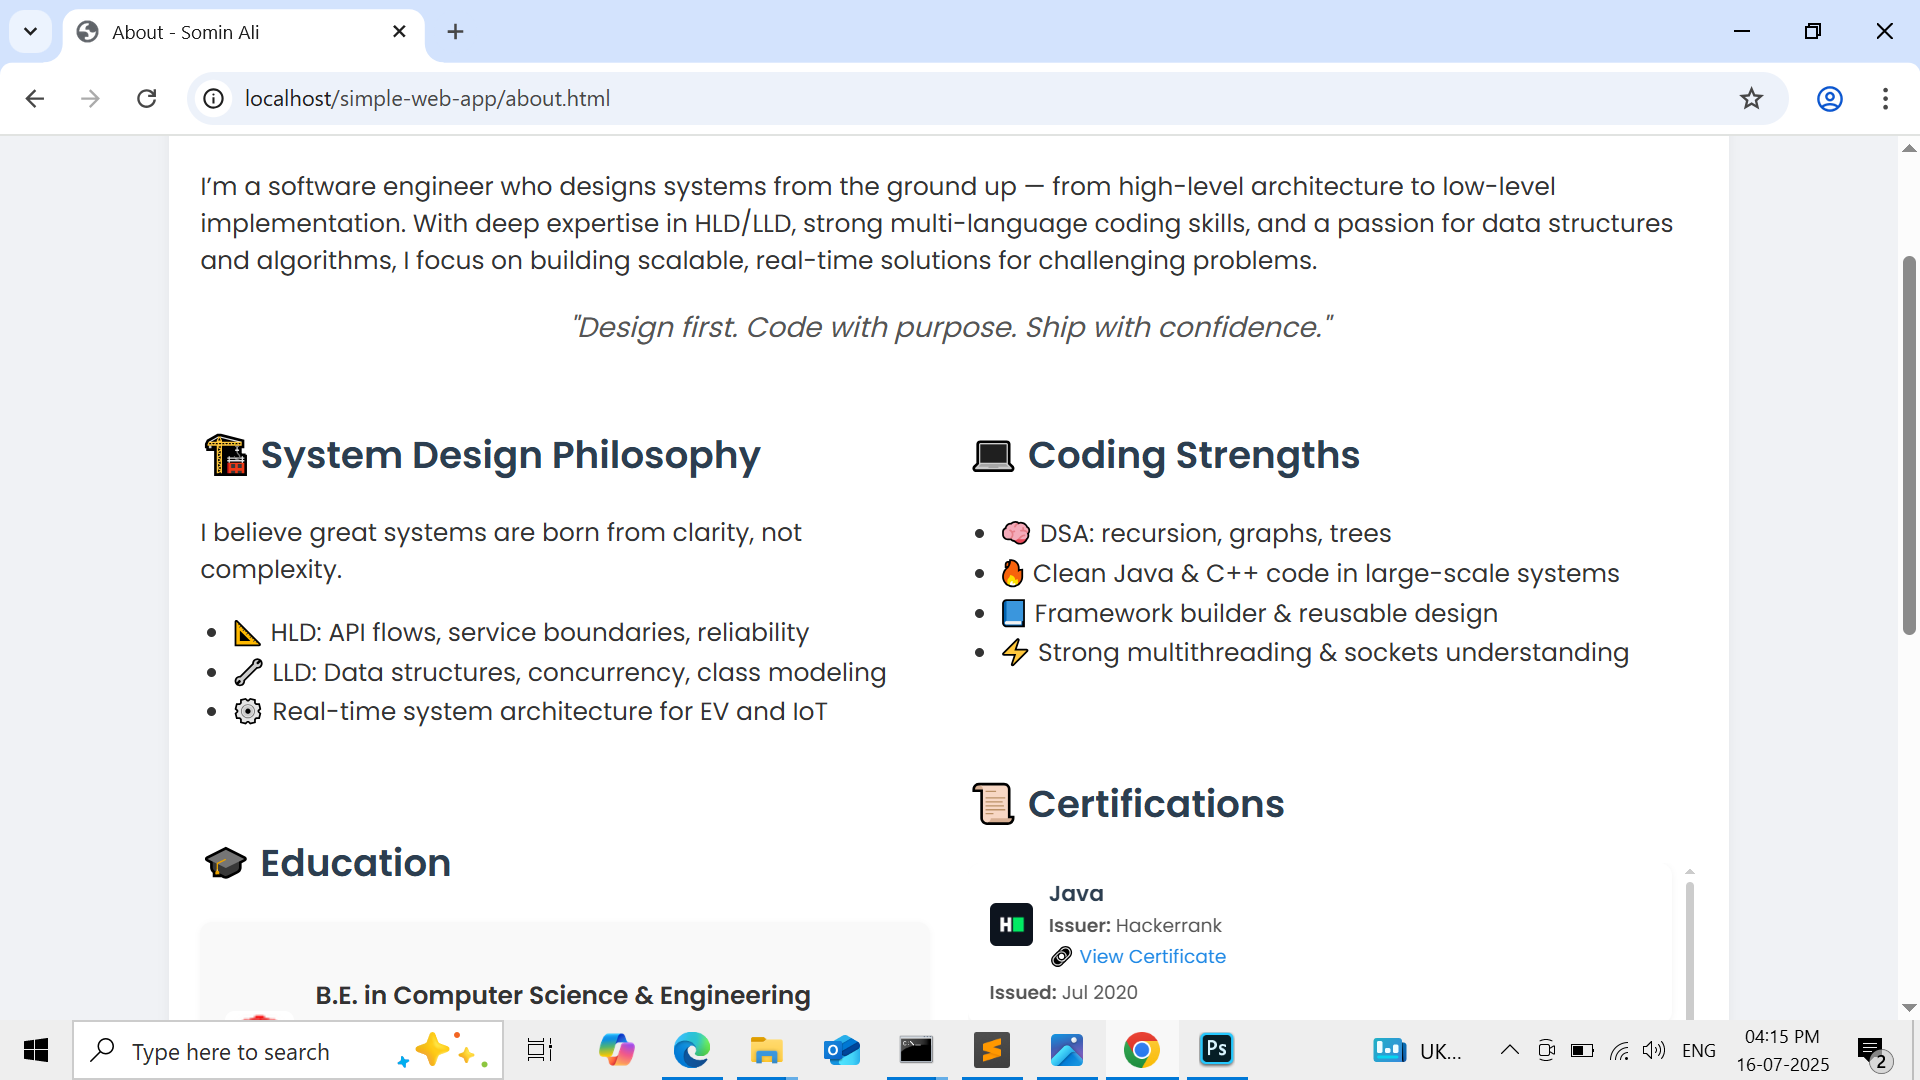 About - Somin Ali
localhost/simple-web-app/about.html
I’m a software engineer who designs systems from the ground up — from high-level architecture to low-level
implementation. With deep expertise in HLD/LLD, strong multi-language coding skills, and a passion for data structures
and algorithms, I focus on building scalable, real-time solutions for challenging problems.
"Design first. Code with purpose. Ship with confidence."
System Design Philosophy
I believe great systems are born from clarity, not
complexity.
HLD: API flows, service boundaries, reliability
LLD: Data structures, concurrency, class modeling
Real-time system architecture for EV and IoT
Education
B.E. in Computer Science & Engineering
Coding Strengths
DSA: recursion, graphs, trees
Clean Java & C++ code in large-scale systems
Framework builder & reusable design
Strong multithreading & sockets understanding
Certifications
H
Java
Issuer: Hackerrank
View Certificate
Issued: Jul 2020
Type here to search
C:\
Ps
UK...
ENG
04:15 PM
16-07-2025
2